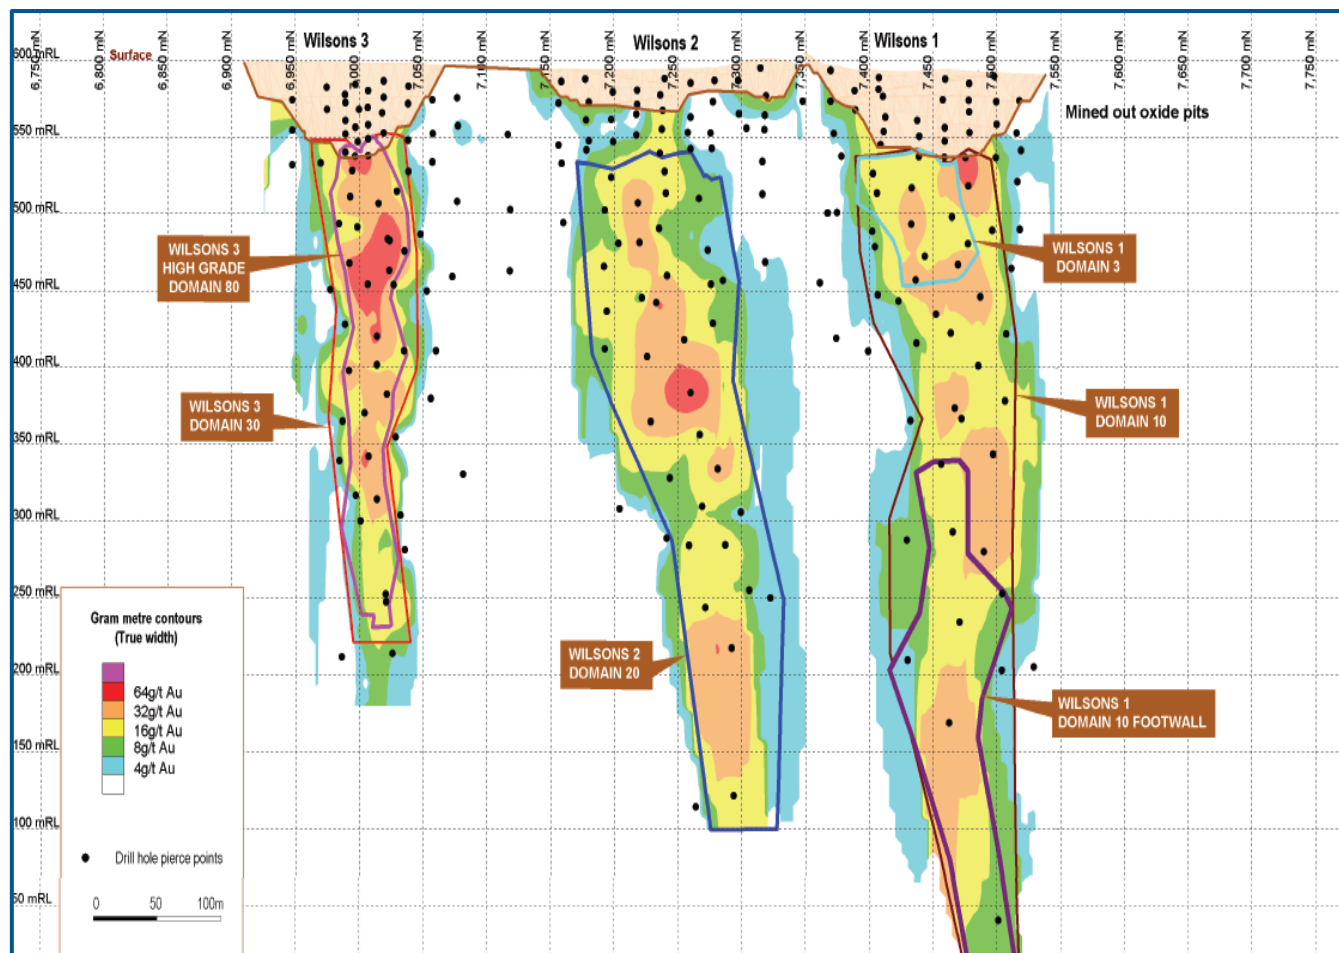 Wilsons 3
Wilsons 2
Wilsons 1
6,750 mN
6,800 mN
6,850 mN
6,900 mN
6,950 mN
7,000 mN
7,050 mN
7,100 mN
7,150 mN
7,200 mN
7,250 mN
7,300 mN
7,350 mN
7,400 mN
7,450 mN
7,500 mN
7,550 mN
7,600 mN
7,650 mN
7,700 mN
7,750 mN
600 mRL
Surface
Mined out oxide pits
550 mRL
500 mRL
450 mRL
400 mRL
350 mRL
300 mRL
250 mRL
200 mRL
150 mRL
100 mRL
50 mRL
WILSONS 3
HIGH GRADE
DOMAIN 80
WILSONS 1
DOMAIN 3
WILSONS 3
DOMAIN 30
WILSONS 1
DOMAIN 10
WILSONS 2
DOMAIN 20
WILSONS 1
DOMAIN 10 FOOTWALL
Gram metre contours
(True width)
64g/t Au
32g/t Au
16g/t Au
8g/t Au
4g/t Au
Drill hole pierce points
0 50 100m